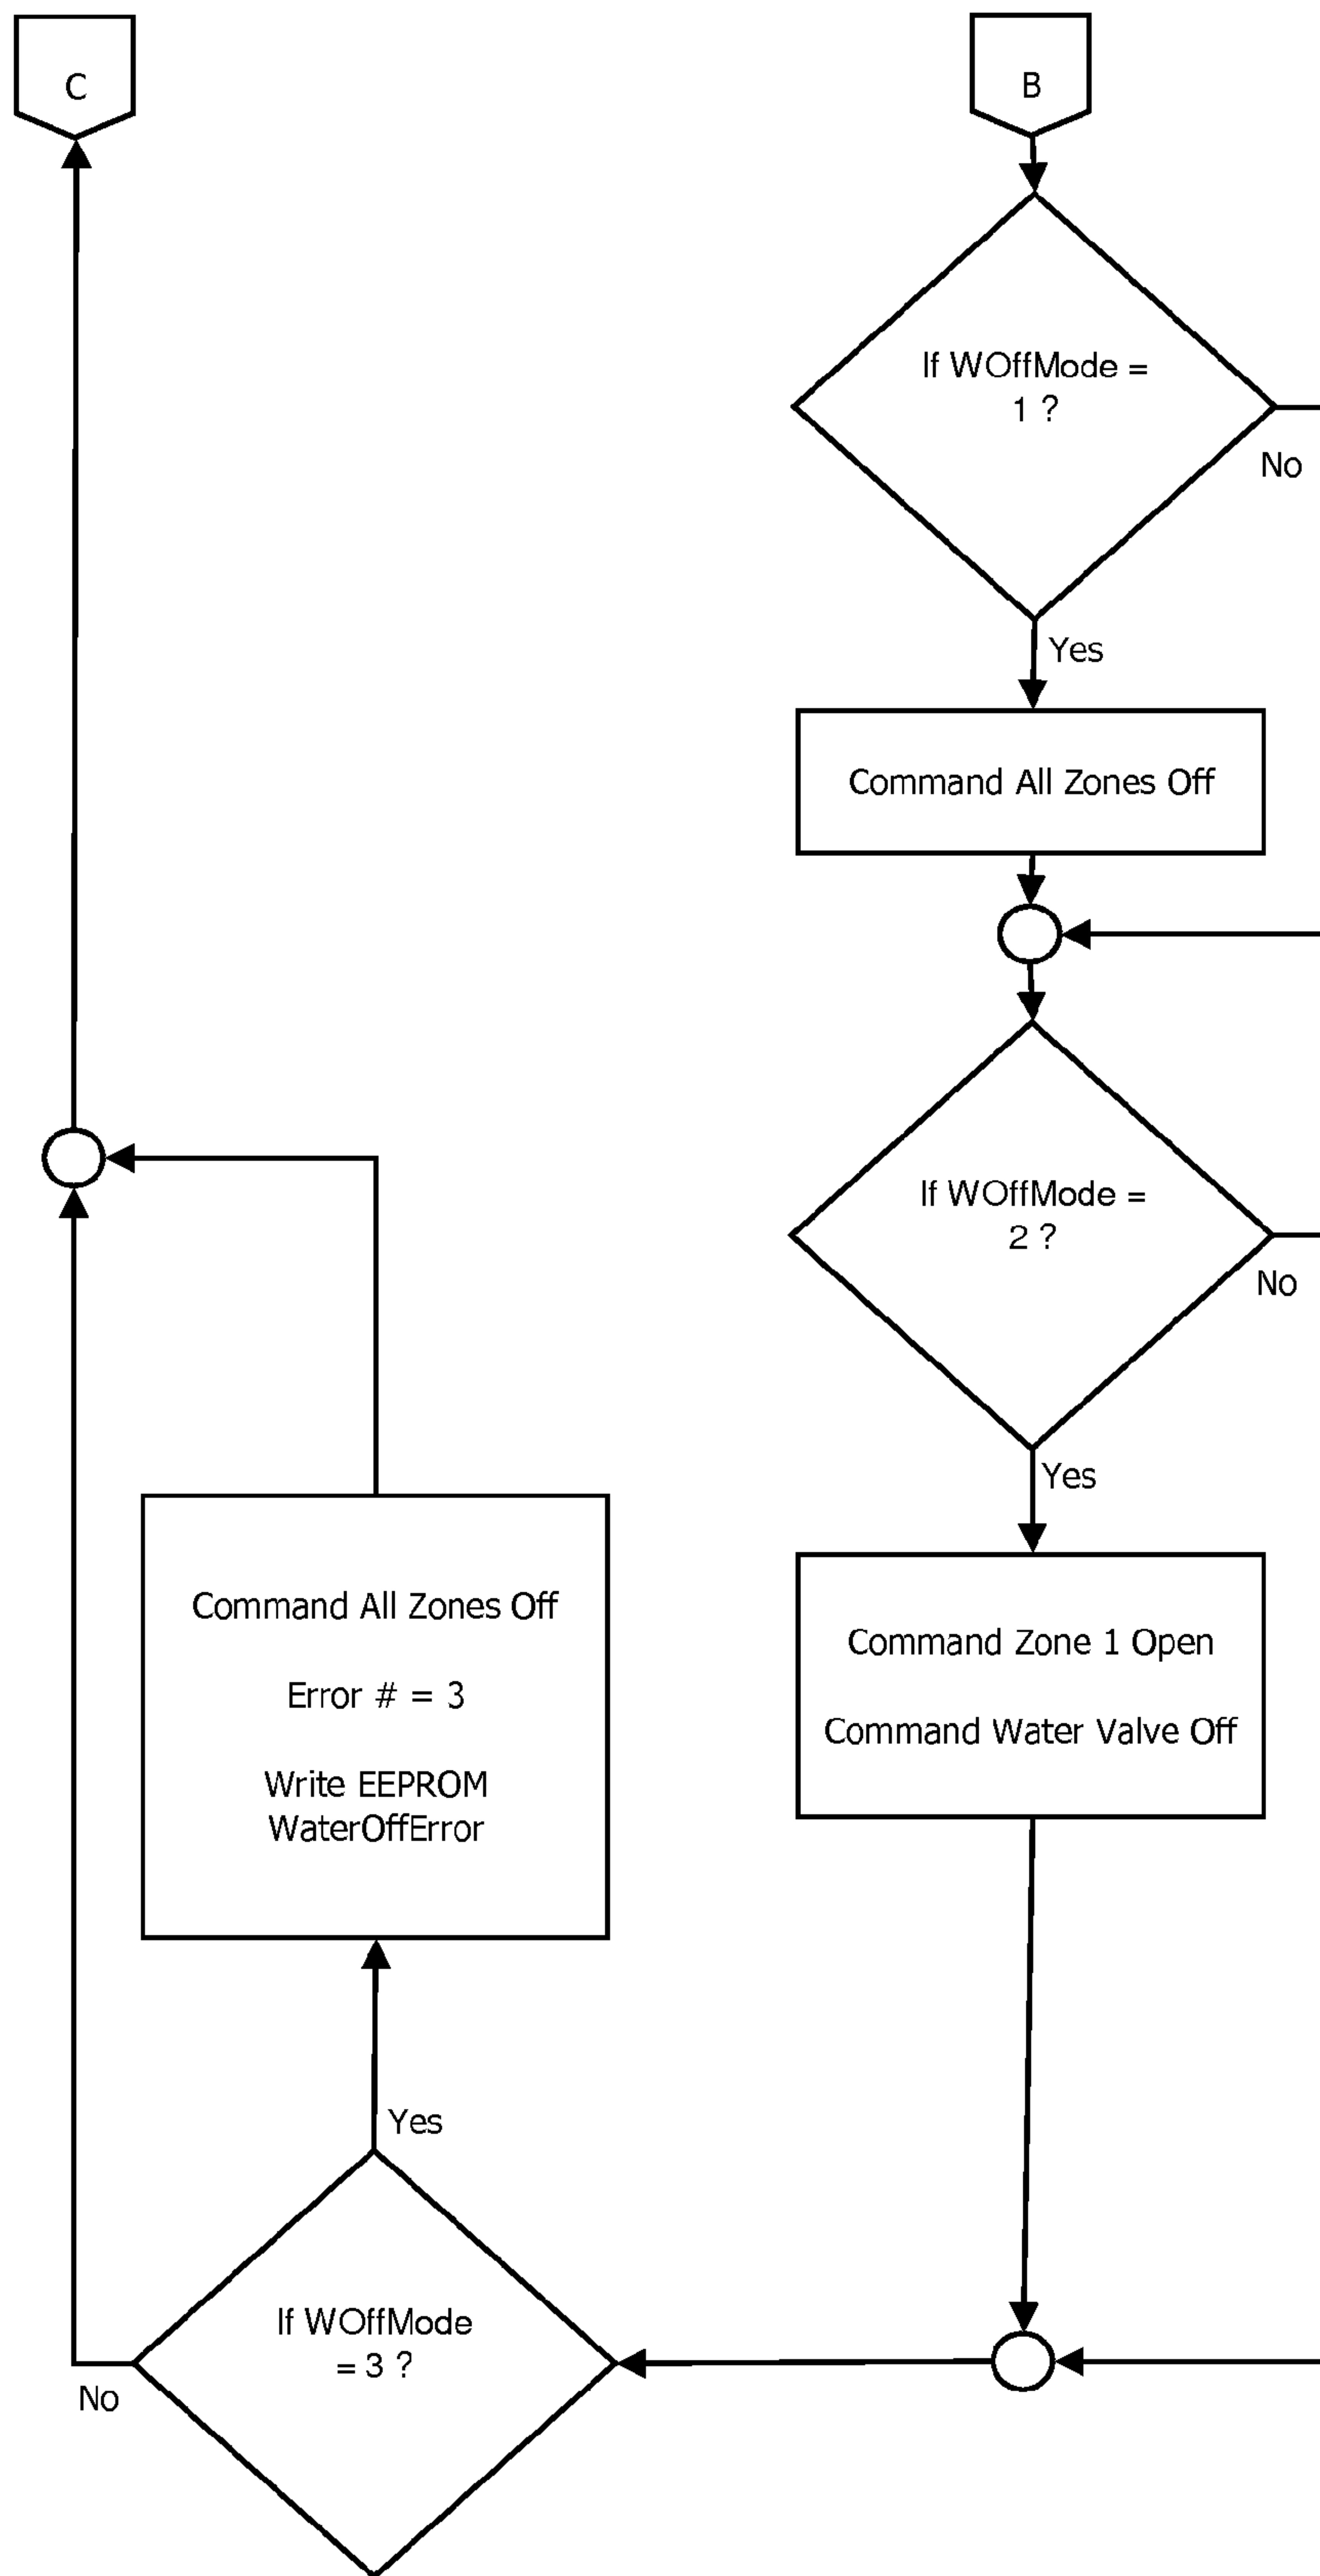 C
B
If WOffMode =
1 ?
No
Yes
Command All Zones Off
If WOffMode =
2 ?
No
Yes
Command Zone 1 Open
Command Water Valve Off
Command All Zones Off
Error # = 3
Write EEPROM
WaterOffError
Yes
If WOffMode
= 3 ?
No